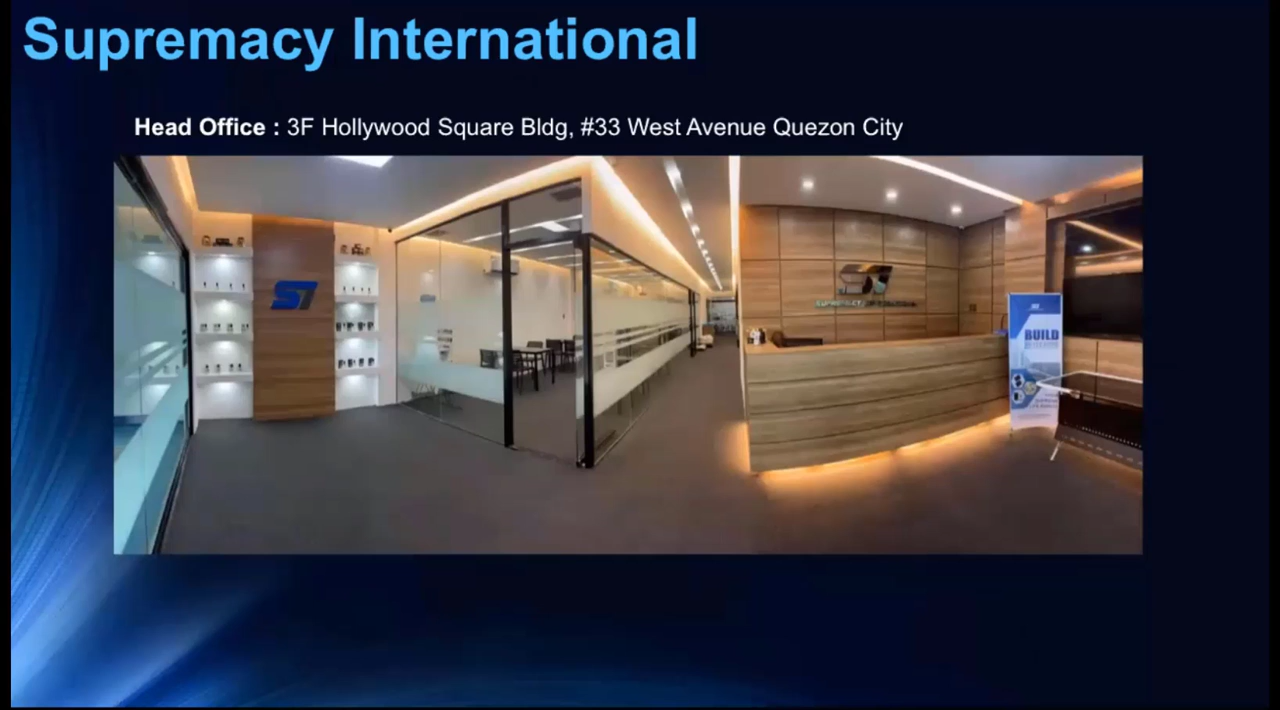 Supremacy International
Head Office : 3F Hollywood Square Bldg, #33 West Avenue Quezon City
ST
BUILD